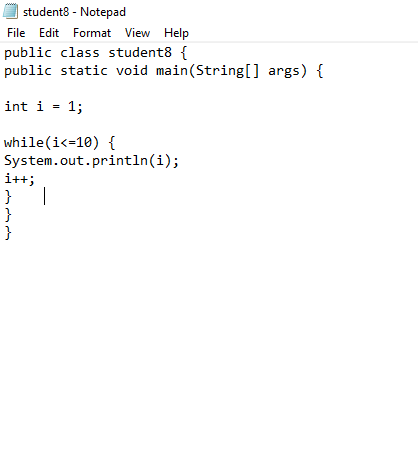 student8 - Notepad
File Edit Format View Help
public class student8 {
public static void main(String[] args) {
int i = 1;
while(i<=10) {
System.out.println(i);
i++;
}
}
}